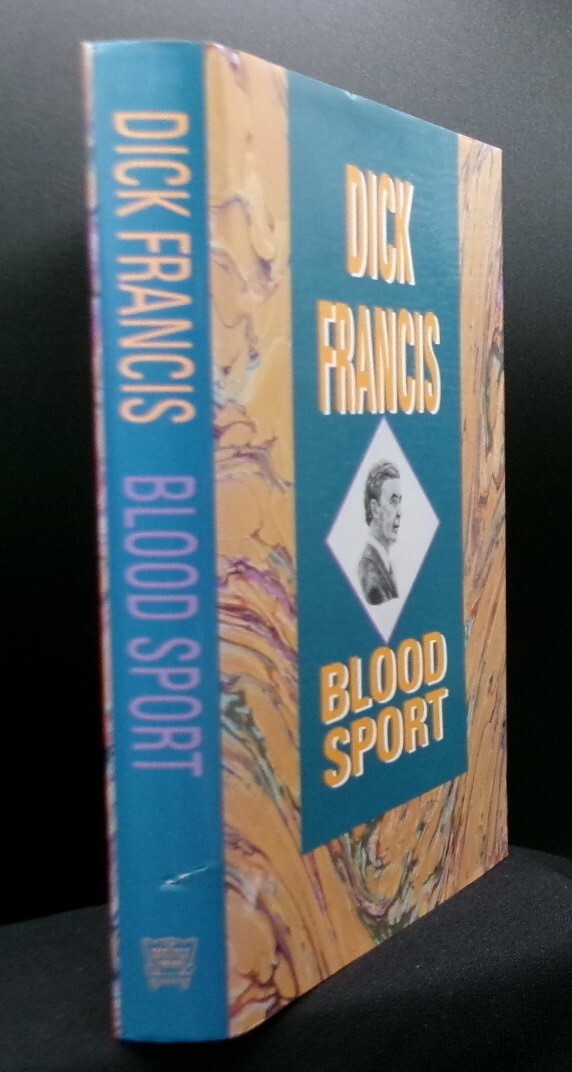 DICK FRANCIS BLOOD SPORT
DICK
FRANCIS
BLOOD
SPORT